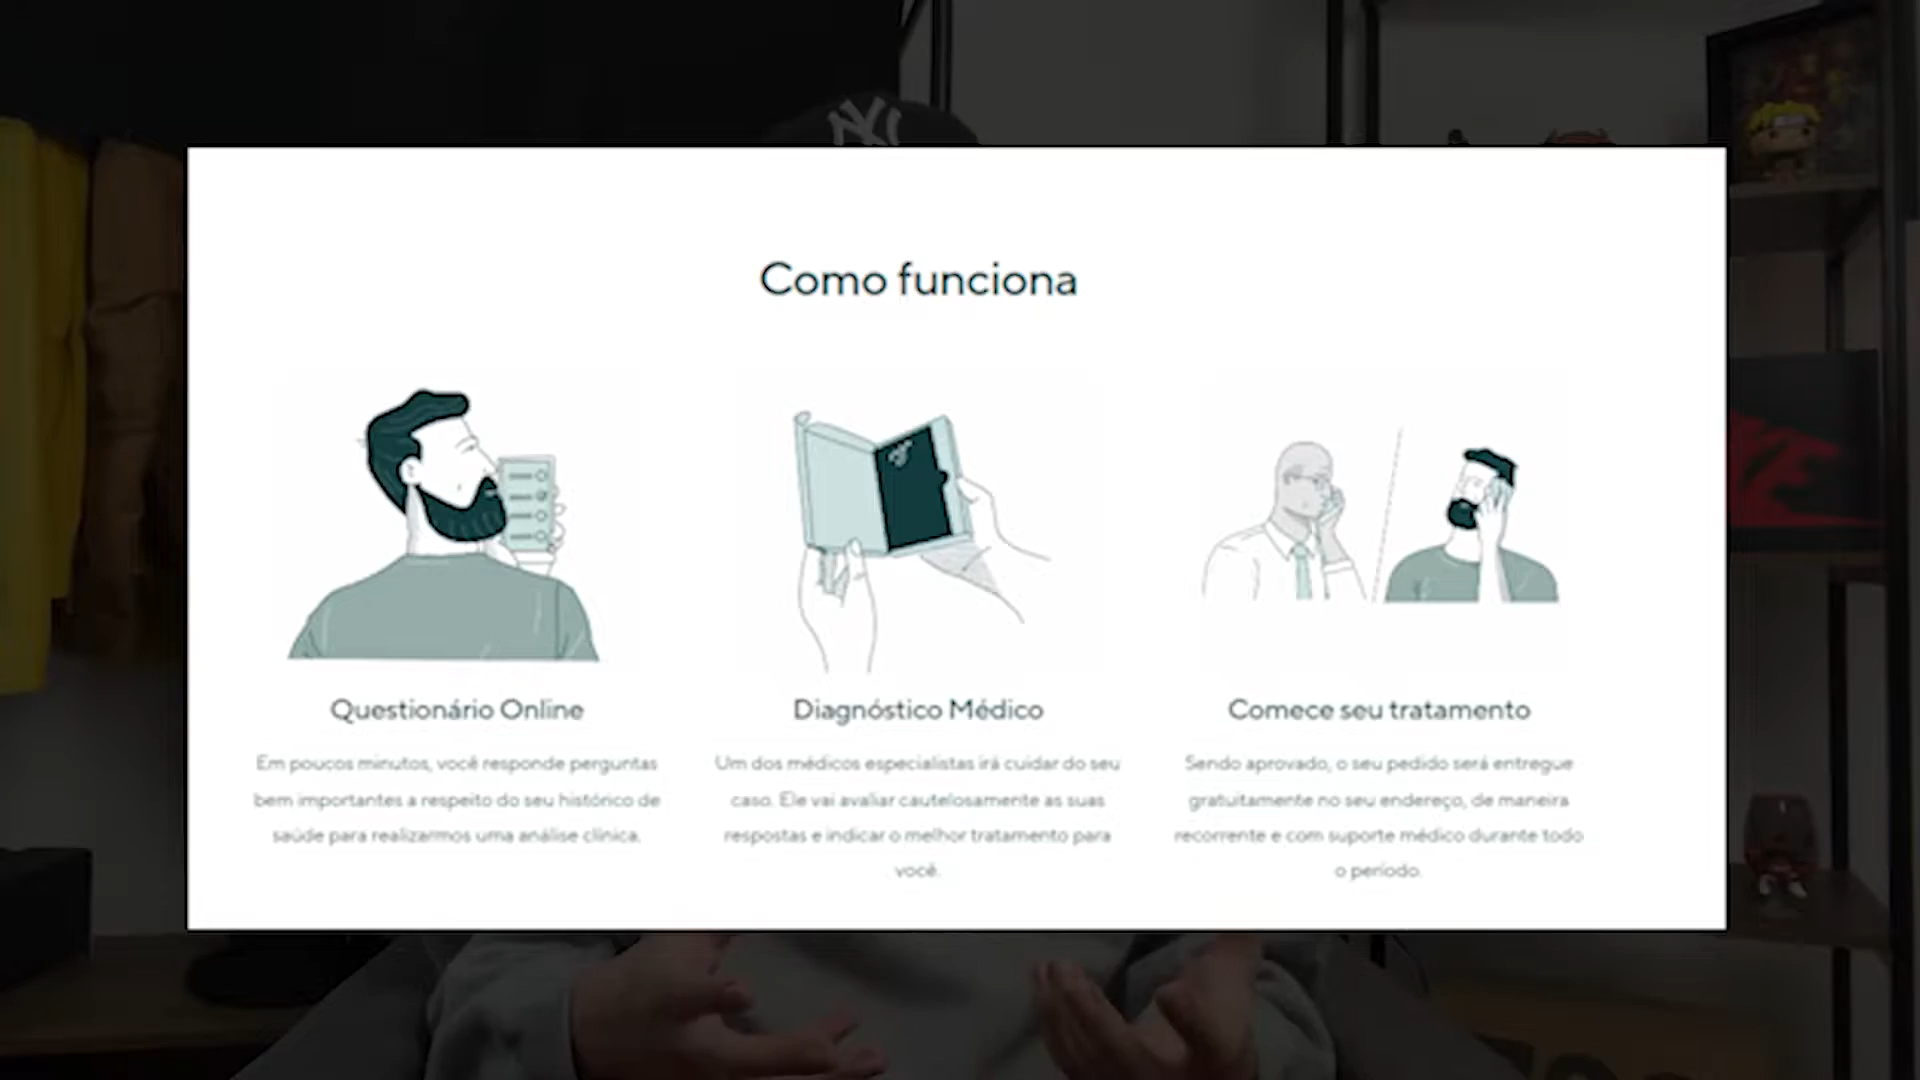 NY
Como funciona
Questionário Online
Em poucos minutos, você responde perguntas
bem importantes a respeito do seu histórico de
saúde para realizarmos uma análise clínica.
Diagnóstico Médico
Um dos médicos especialistas irá cuidar do seu
caso. Ele vai avaliar cautelosamente as suas
respostas e indicar o melhor tratamento para
você.
Comece seu tratamento
Sendo aprovado, o seu pedido será entregue
gratuitamente no seu endereço, de maneira
recorrente e com suporte médico durante todo
o período.